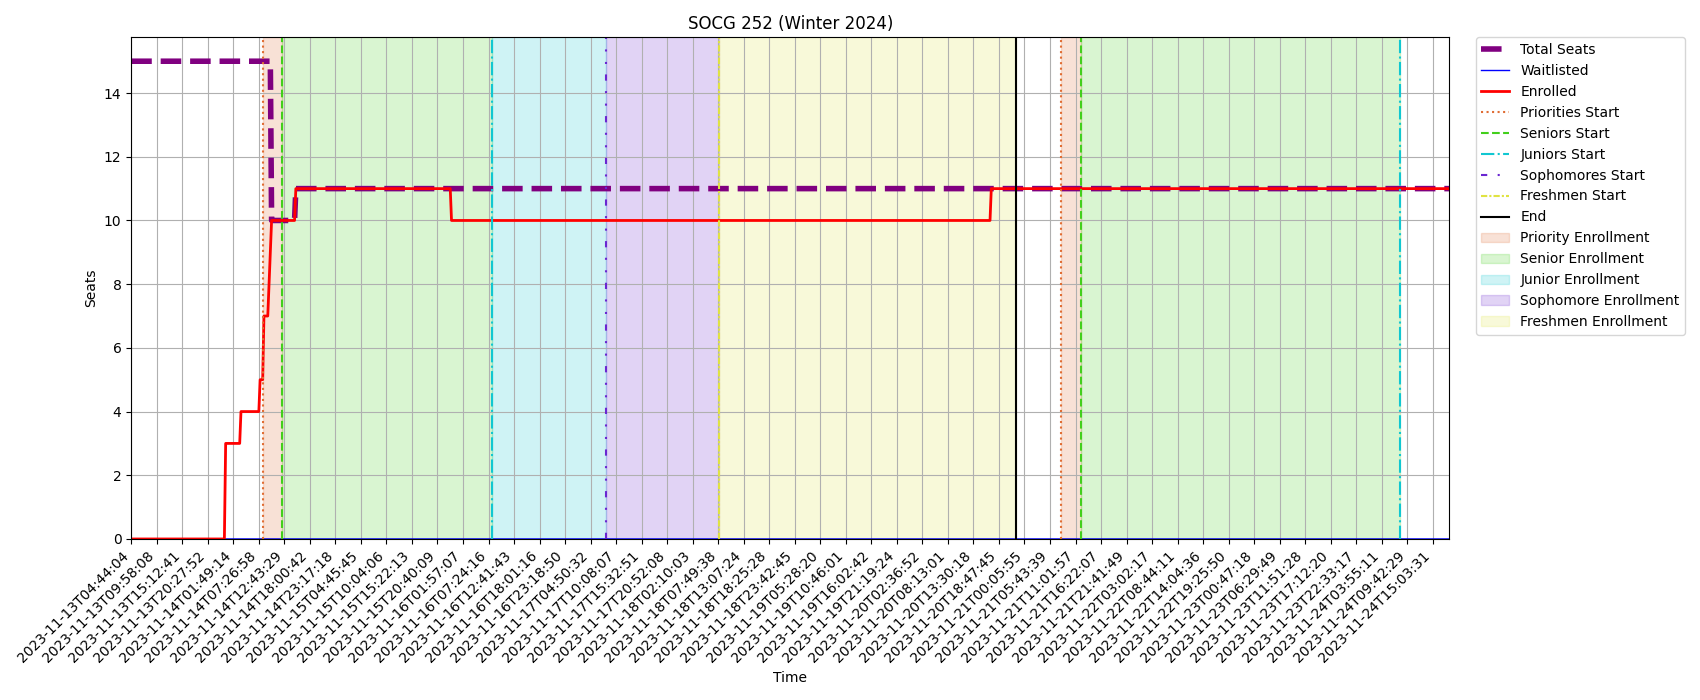 SOCG 252 (Winter 2024)
Seats
14
12
10
8
6
4
2
0
2023-11-13T04:44:04
2023-11-13T09:58:08
2023-11-13T15:12:41
2023-11-13T20:27:52
2023-11-14T01:49:14
2023-11-14T07:26:58
2023-11-14T12:43:29
2023-11-14T18:00:42
2023-11-14T23:17:18
2023-11-15T04:45:45
2023-11-15T10:04:06
2023-11-15T15:22:13
2023-11-15T20:40:09
2023-11-16T01:57:07
2023-11-16T07:24:16
2023-11-16T12:41:43
2023-11-16T18:01:16
2023-11-16T23:18:50
2023-11-17T04:50:32
2023-11-17T10:08:07
2023-11-17T15:32:51
2023-11-17T20:52:08
2023-11-18T02:10:03
2023-11-18T07:49:38
2023-11-18T13:07:24
2023-11-18T18:25:28
2023-11-18T23:42:45
2023-11-19T05:28:20
2023-11-19T10:46:01
2023-11-19T16:02:42
2023-11-19T21:19:24
2023-11-20T02:36:52
2023-11-20T08:13:01
2023-11-20T13:30:18
2023-11-20T18:47:45
2023-11-21T00:05:55
2023-11-21T05:43:39
2023-11-21T11:01:57
2023-11-21T16:22:07
2023-11-21T21:41:49
2023-11-22T03:02:17
2023-11-22T08:44:11
2023-11-22T14:04:36
2023-11-22T19:25:50
2023-11-23T00:47:18
2023-11-23T06:29:49
2023-11-23T11:51:28
2023-11-23T17:12:20
2023-11-23T22:33:17
2023-11-24T03:55:11
2023-11-24T09:42:29
2023-11-24T15:03:31
Time
Total Seats
Waitlisted
Enrolled
Priorities Start
Seniors Start
Juniors Start
Sophomores Start
Freshmen Start
End
Priority Enrollment
Senior Enrollment
Junior Enrollment
Sophomore Enrollment
Freshmen Enrollment